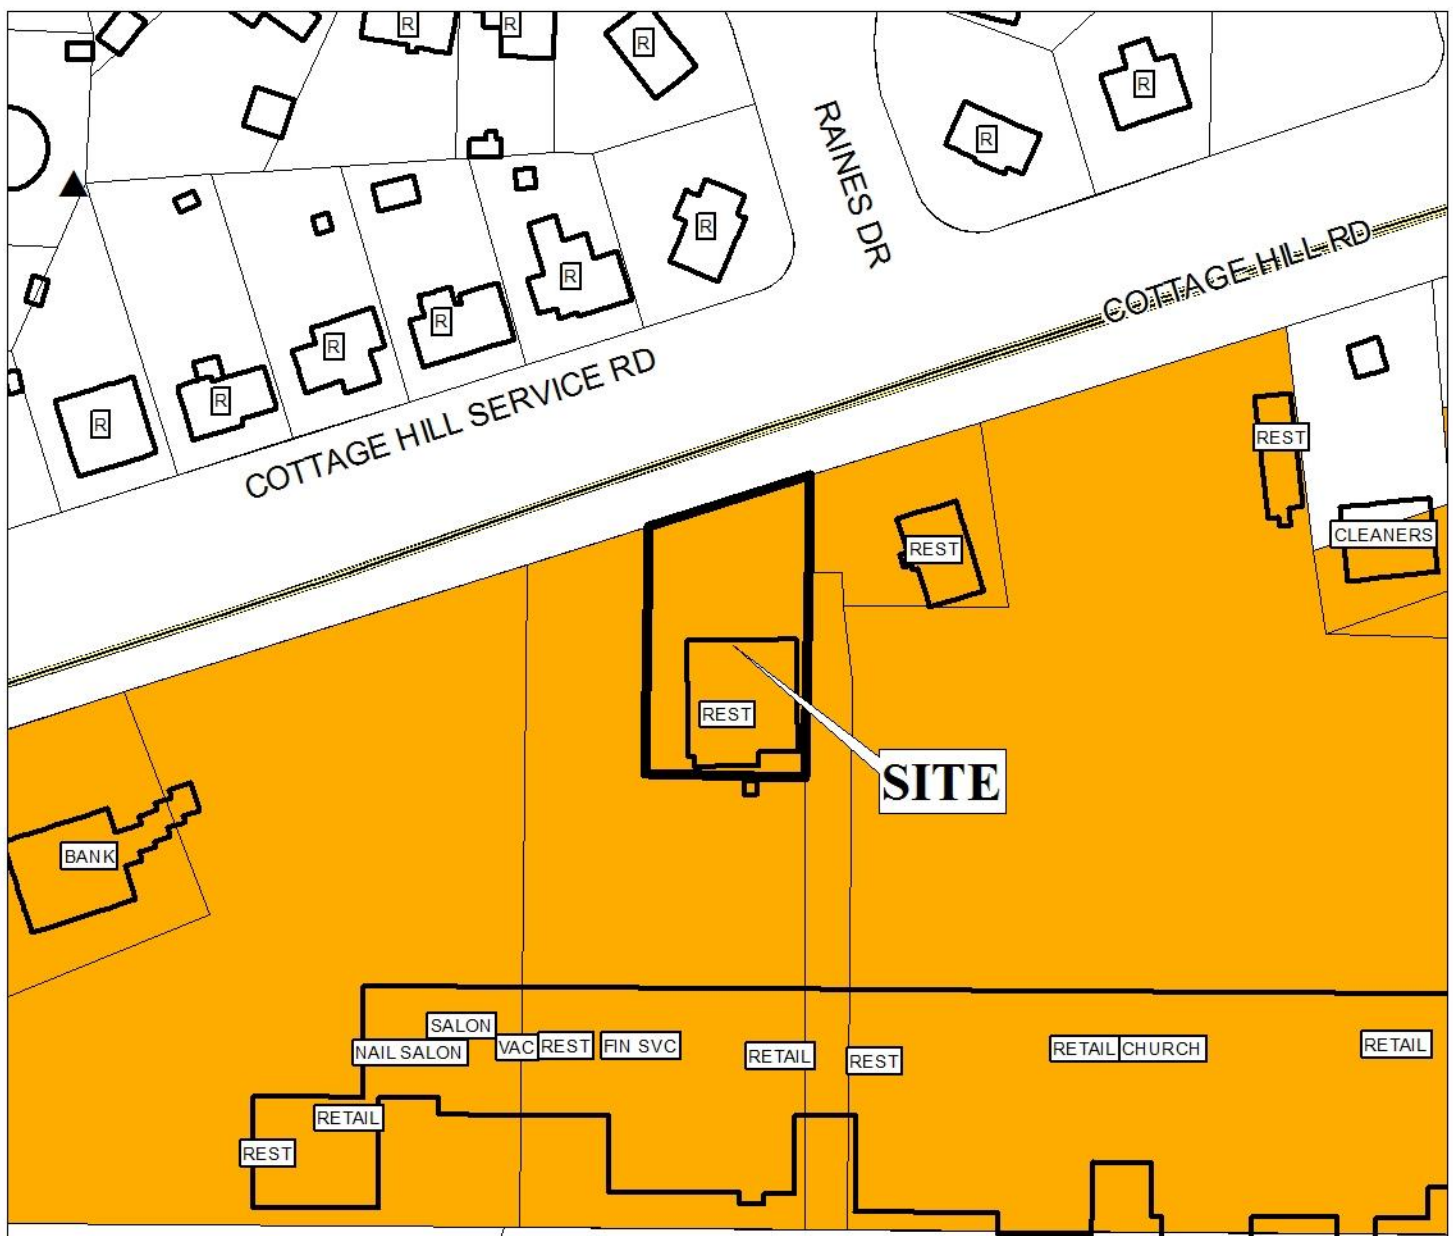 R
R
R
R
R
RAINES DR
R
R
COTTAGE HILL RD
R
R
R
R
R
COTTAGE HILL SERVICE RD
REST
CLEANERS
REST
REST
SITE
BANK
SALON
NAIL SALON
VAC
REST
FIN SVC
RETAIL
REST
RETAIL
CHURCH
RETAIL
RETAIL
REST